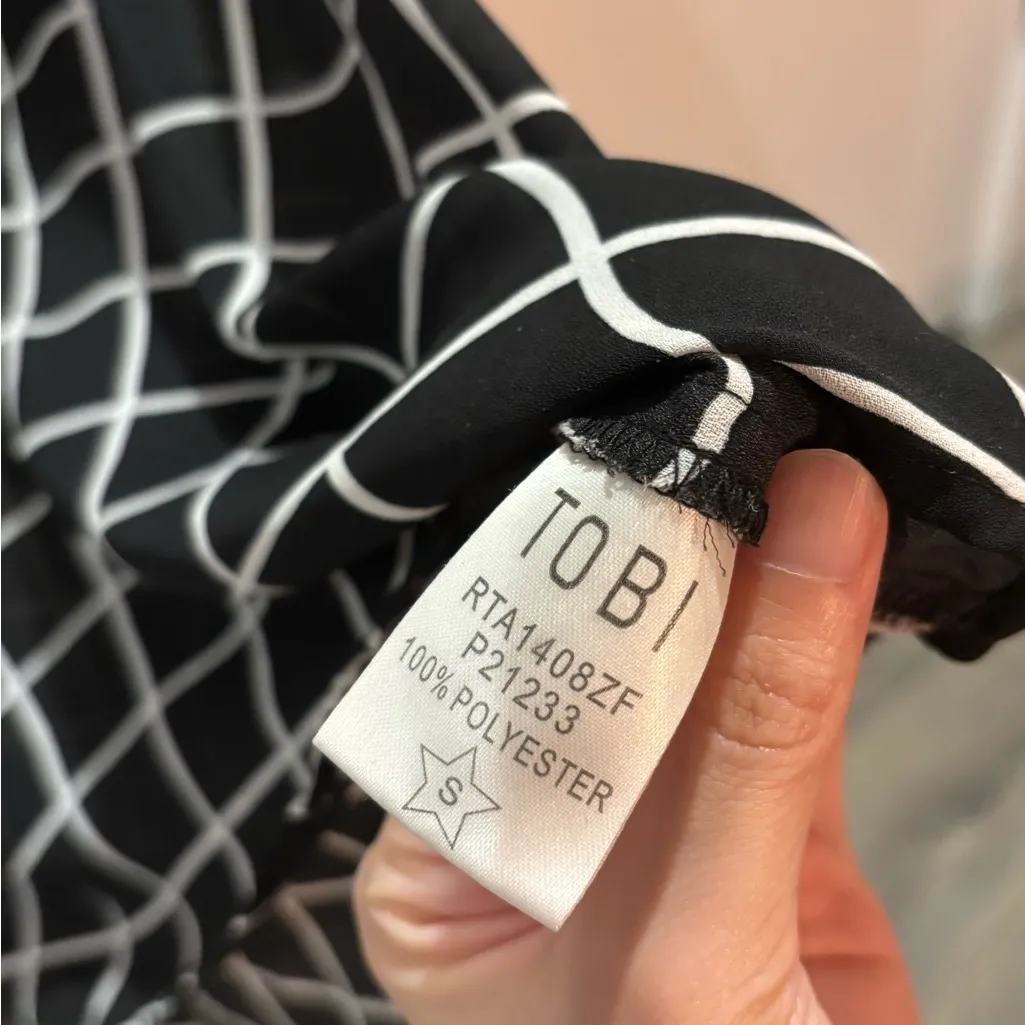 TOBI
RTA1408ZF
P21233
100% POLYESTER
S